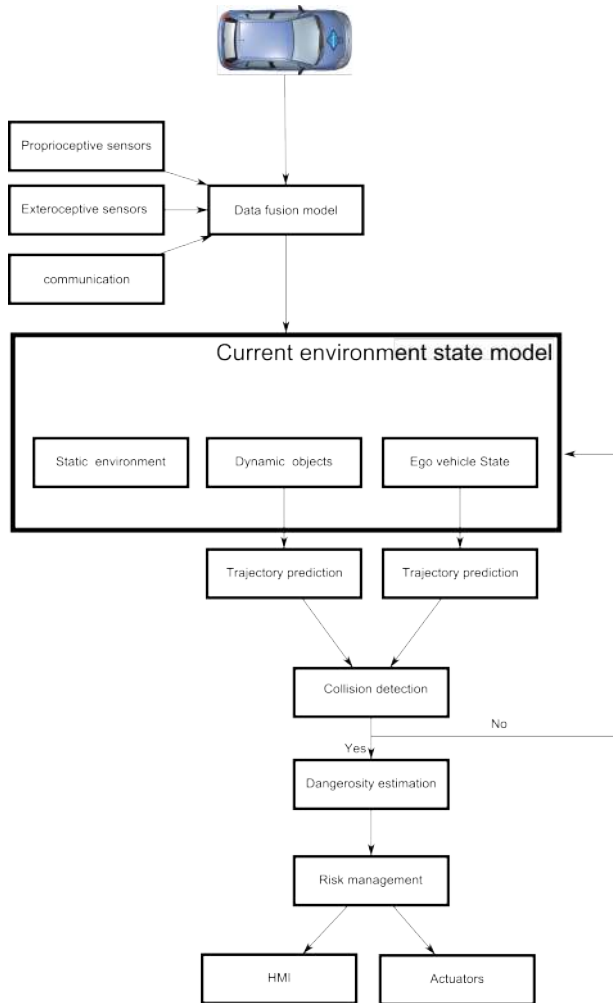 Proprioceptive sensors
Exteroceptive sensors
Data fusion model
communication
Current environment state model
Static environment
Dynamic objects
Ego vehicle State
Trajectory prediction
Trajectory prediction
Collision detection
No
Yes
Dangerosity estimation
Risk management
HMI
Actuators